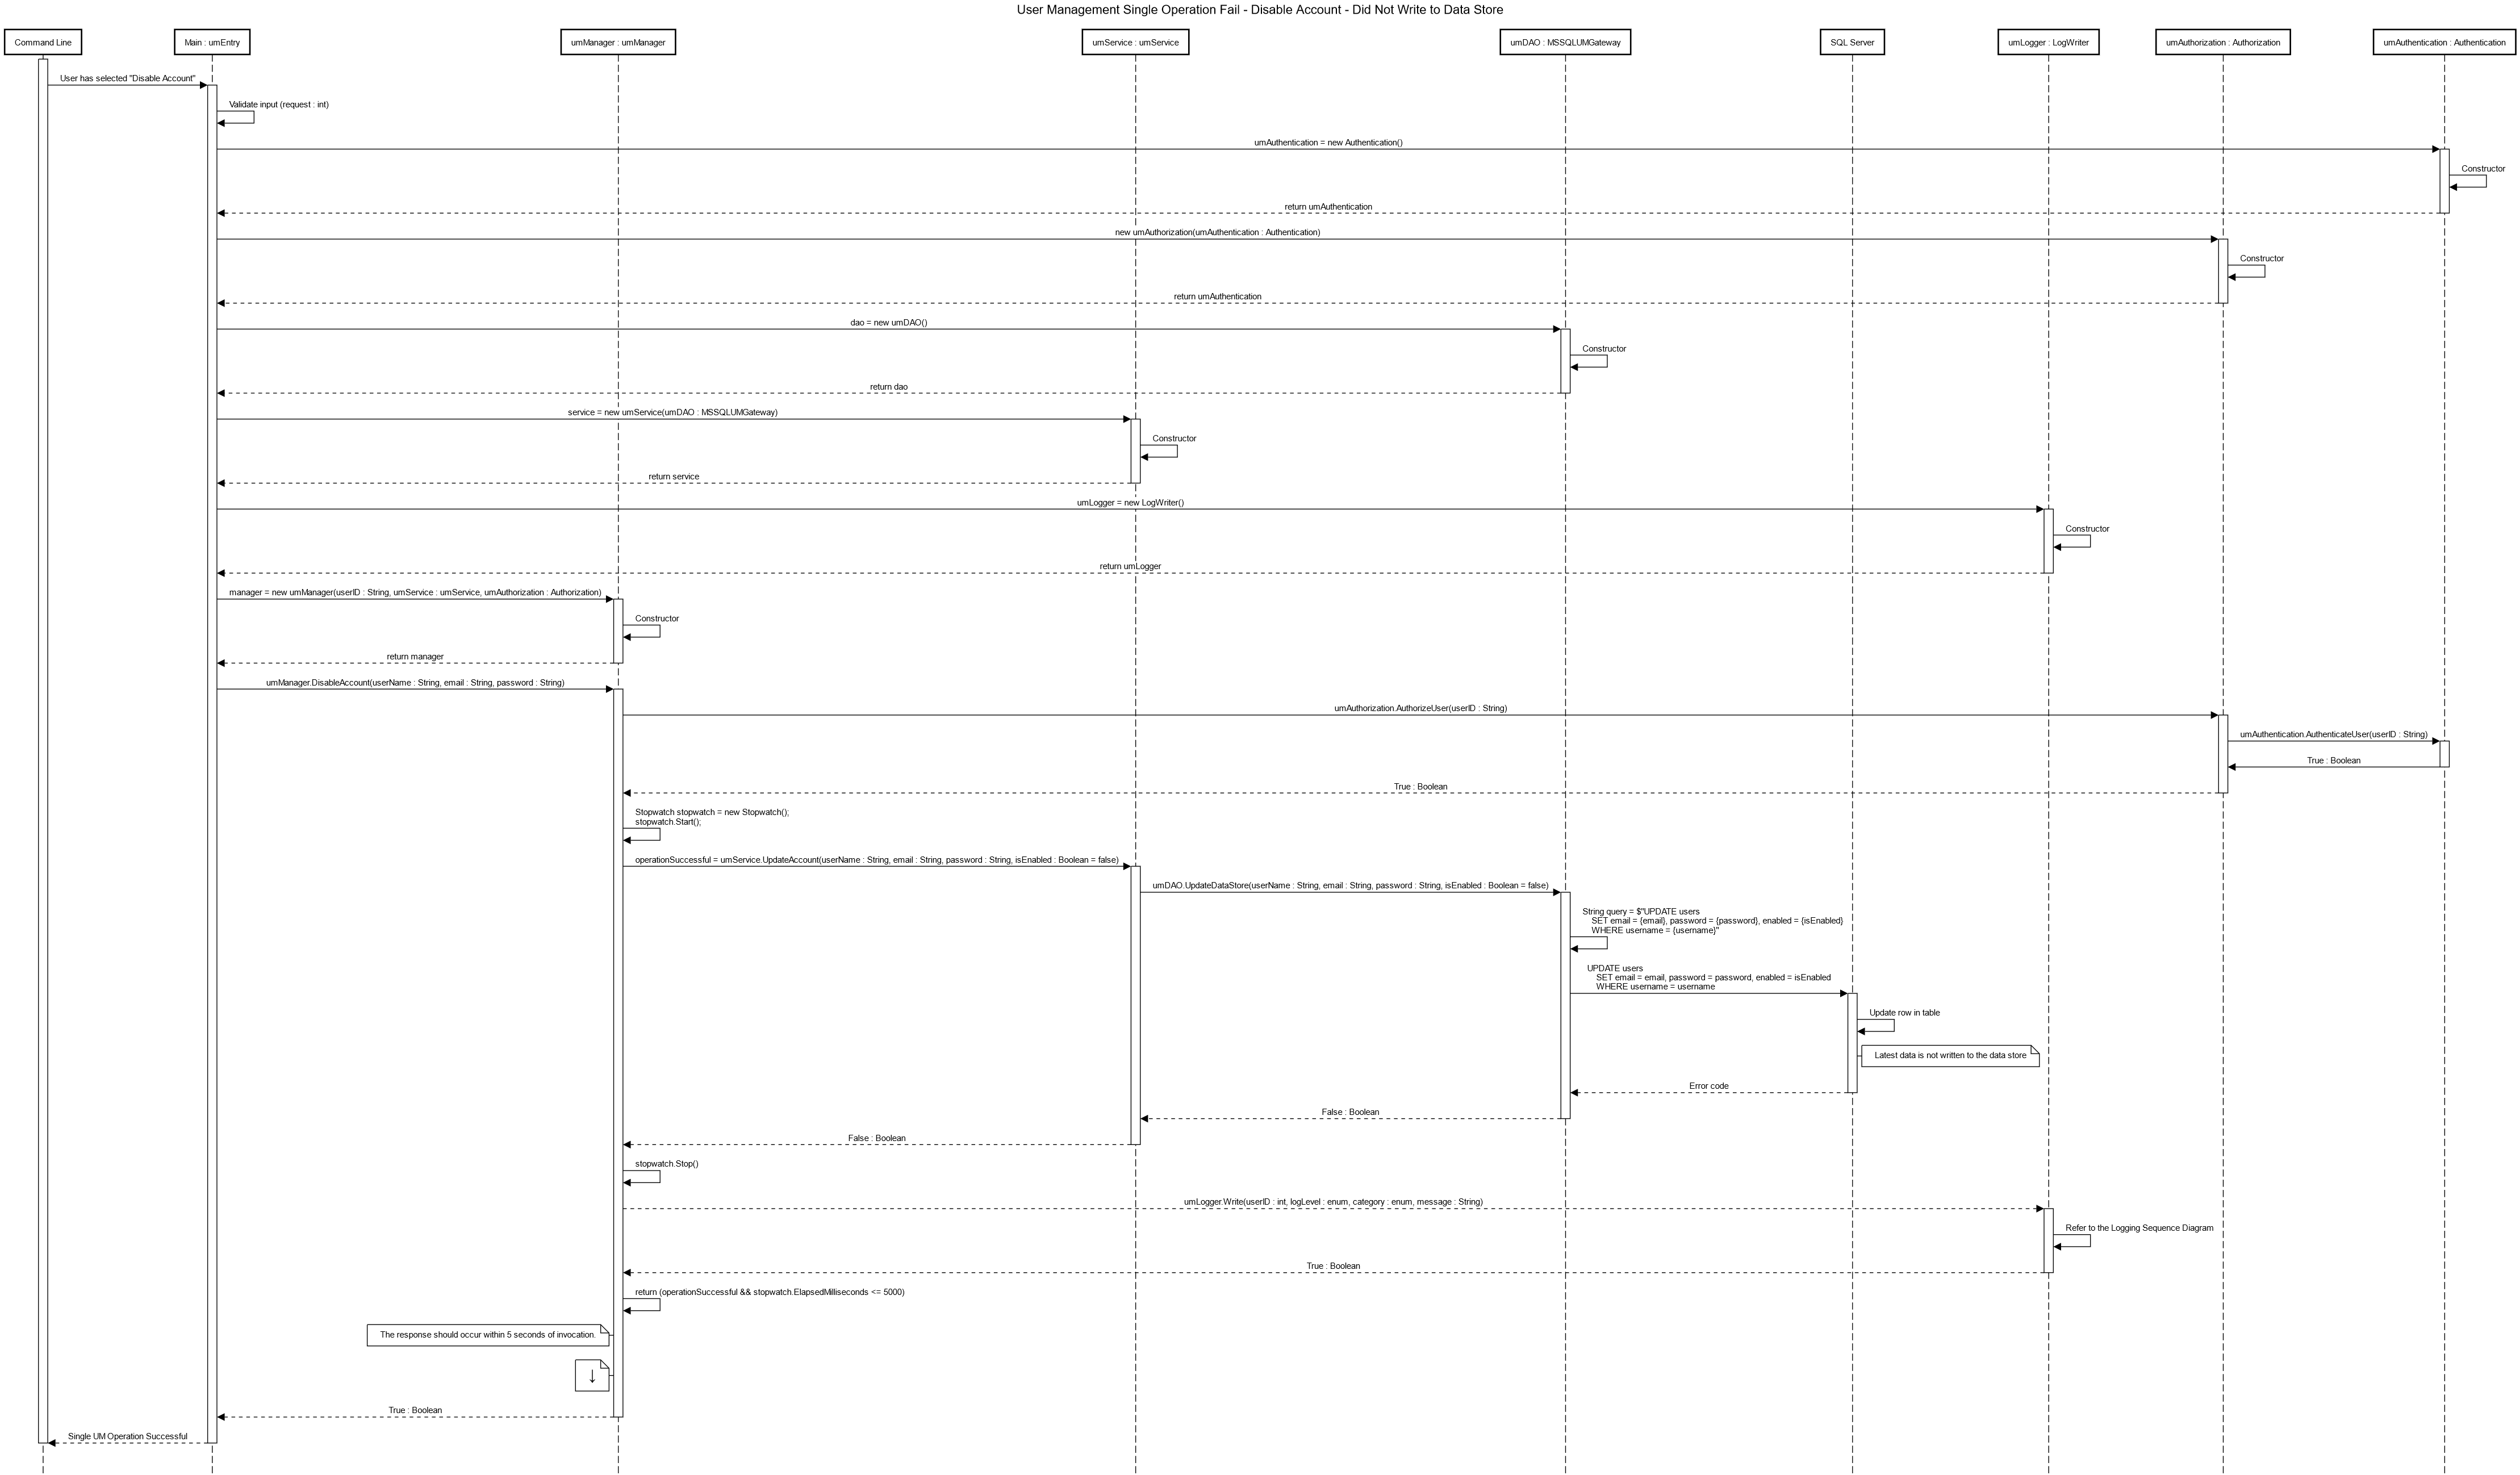 User Management Single Operation Fail - Disable Account - Did Not Write to Data Store
Command Line
Main : umEntry
umManager : umManager
umService : umService
umDAO : MSSQLUMGateway
SQL Server
umLogger : LogWriter
umAuthorization : Authorization
umAuthentication : Authentication
User has selected "Disable Account"
Validate input (request : int)
umAuthentication = new Authentication()
Constructor
return umAuthentication
new umAuthorization(umAuthentication : Authentication)
Constructor
return umAuthentication
dao = new umDAO()
Constructor
return dao
service = new umService(umDAO : MSSQLUMGateway)
Constructor
return service
umLogger = new LogWriter()
Constructor
return umLogger
manager = new umManager(userID : String, umService : umService, umAuthorization : Authorization)
Constructor
return manager
umManager.DisableAccount(userName : String, email : String, password : String)
umAuthorization.AuthorizeUser(userID : String)
umAuthentication.AuthenticateUser(userID : String)
True : Boolean
True : Boolean
Stopwatch stopwatch = new Stopwatch();
stopwatch.Start();
operationSuccessful = umService.UpdateAccount(userName : String, email : String, password : String, isEnabled : Boolean = false)
umDAO.UpdateDataStore(userName : String, email : String, password : String, isEnabled : Boolean = false)
String query = $"UPDATE users
SET email = {email}, password = {password}, enabled = {isEnabled}
WHERE username = {username}"
UPDATE users
SET email = email, password = password, enabled = isEnabled
WHERE username = username
Update row in table
Latest data is not written to the data store
Error code
False : Boolean
False : Boolean
stopwatch.Stop()
umLogger.Write(userID : int, logLevel : enum, category : enum, message : String)
Refer to the Logging Sequence Diagram
True : Boolean
return (operationSuccessful && stopwatch.ElapsedMilliseconds <= 5000)
The response should occur within 5 seconds of invocation.
↓
True : Boolean
Single UM Operation Successful